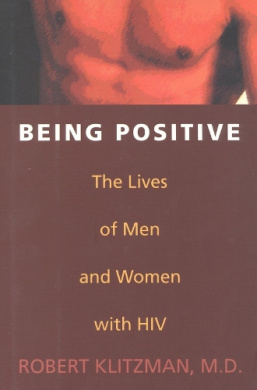 BEING POSITIVE
The Lives
of Men
and Women
with HIV
ROBERT KLITZMAN, M.D.